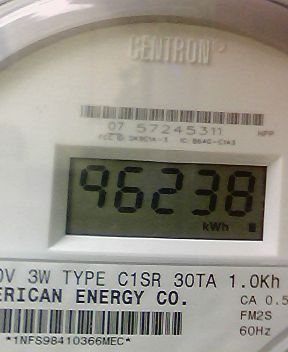 CENTRON®
07 57245311
HPP
96238
kWh
0V 3W TYPE C1SR 30TA 1.0Kh
ERICAN ENERGY CO.
CA 0.5
FM2S
60Hz
*1NFS98410366MEC*